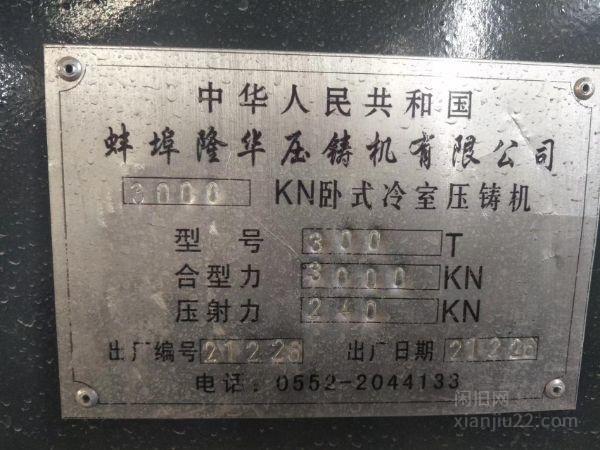 中华人民共和国
蚌埠隆华压铸机有限公司
3000 KN卧式冷室压铸机
型号 300 T
合型力 3000 KN
压射力 240 KN
出厂编号 21226 出厂日期 21226
电话:0552-2044133
闲旧网
xianjiu22.com